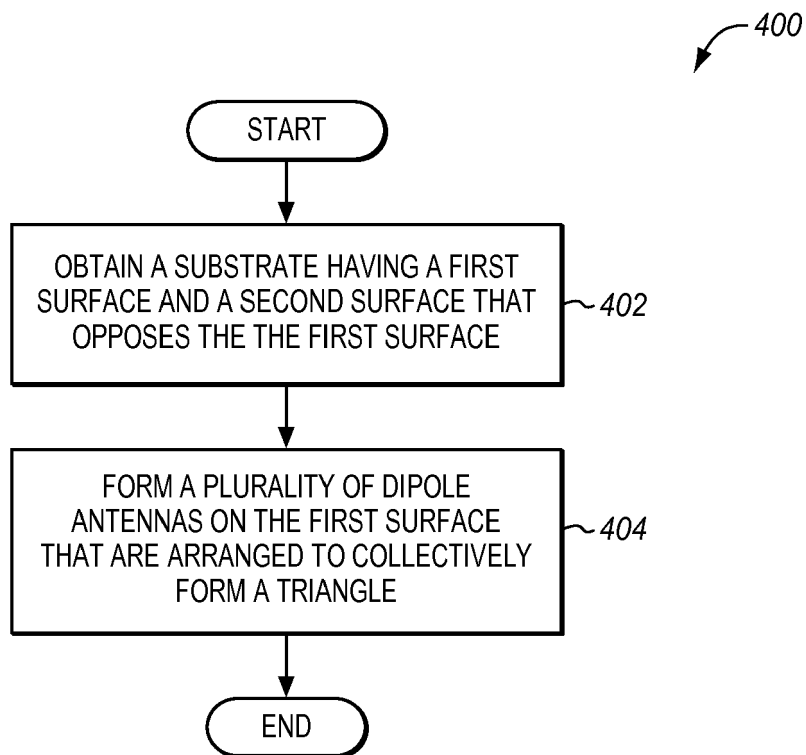 400
START
OBTAIN A SUBSTRATE HAVING A FIRST
SURFACE AND A SECOND SURFACE THAT
OPPOSES THE THE FIRST SURFACE
402
FORM A PLURALITY OF DIPOLE
ANTENNAS ON THE FIRST SURFACE
THAT ARE ARRANGED TO COLLECTIVELY
FORM A TRIANGLE
404
END